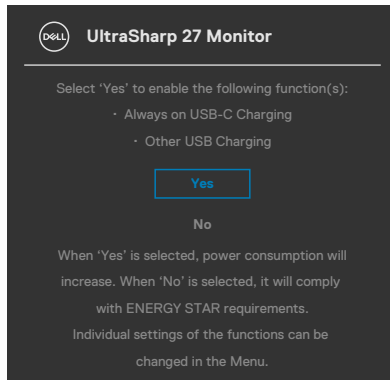 DELL
UltraSharp 27 Monitor
Select ‘Yes’ to enable the following function(s):
· Always on USB-C Charging
· Other USB Charging
Yes
No
When ‘Yes’ is selected, power consumption will
increase. When ‘No’ is selected, it will comply
with ENERGY STAR requirements.
Individual settings of the functions can be
changed in the Menu.